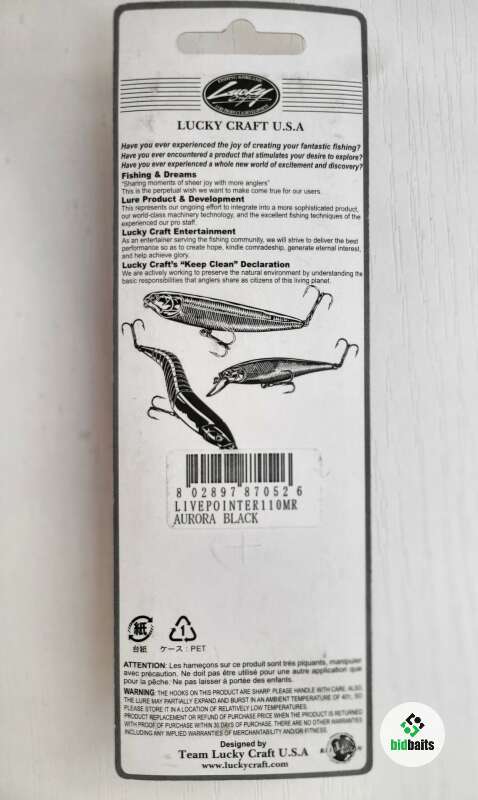 Lucky
Craft
LUCKY CRAFT U.S.A
Have you ever experienced the joy of creating your fantastic fishing?
Have you ever encountered a product that stimulates your desire to explore?
Have you ever experienced a whole new world of excitement and discovery?
Fishing & Dreams
"Sharing moments of sheer joy with more anglers"
This is the perpetual wish we want to make come true for our users.
Lure Product & Development
This represents our ongoing effort to integrate into a more sophisticated product,
our world-class machinery technology, and the excellent fishing techniques of the
experienced our pro staff.
Lucky Craft Entertainment
As an entertainer serving the fishing community, we will strive to deliver the best
performance so as to create hope, kindle comradeship, generate eternal interest,
and help achieve glory.
Lucky Craft's "Keep Clean" Declaration
We are actively working to preserve the natural environment by understanding the
basic responsibilities that anglers share as citizens of this living planet.
8 02897 87052 6
LIVEPOINTER110MR
AURORA BLACK
紙
1
台紙
ケース : PET
ATTENTION: Les hameçons sur ce produit sont très piquants, manipuler
avec précaution. Ne doit pas être utilisé pour une autre application que
pour la pêche. Ne pas laisser à portée des enfants.
WARNING: THE HOOKS ON THIS PRODUCT ARE SHARP. PLEASE HANDLE WITH CARE. ALSO,
THE LURE MAY PARTIALLY EXPAND AND BURST IN AN AMBIENT TEMPERATURE OF 40℃, SO
PLEASE STORE IT IN A LOCATION OF RELATIVELY LOW TEMPERATURES.
PRODUCT REPLACEMENT OR REFUND OF PURCHASE PRICE WHEN THE PRODUCT IS RETURNED
WITH PROOF OF PURCHASE WITHIN 30 DAYS OF PURCHASE. THERE ARE NO OTHER WARRANTIES
INCLUDING ANY IMPLIED WARRANTIES OF MERCHANTABILITY AND/OR FITNESS.
Designed by
Team Lucky Craft U.S.A
www.luckycraft.com
bidbaits